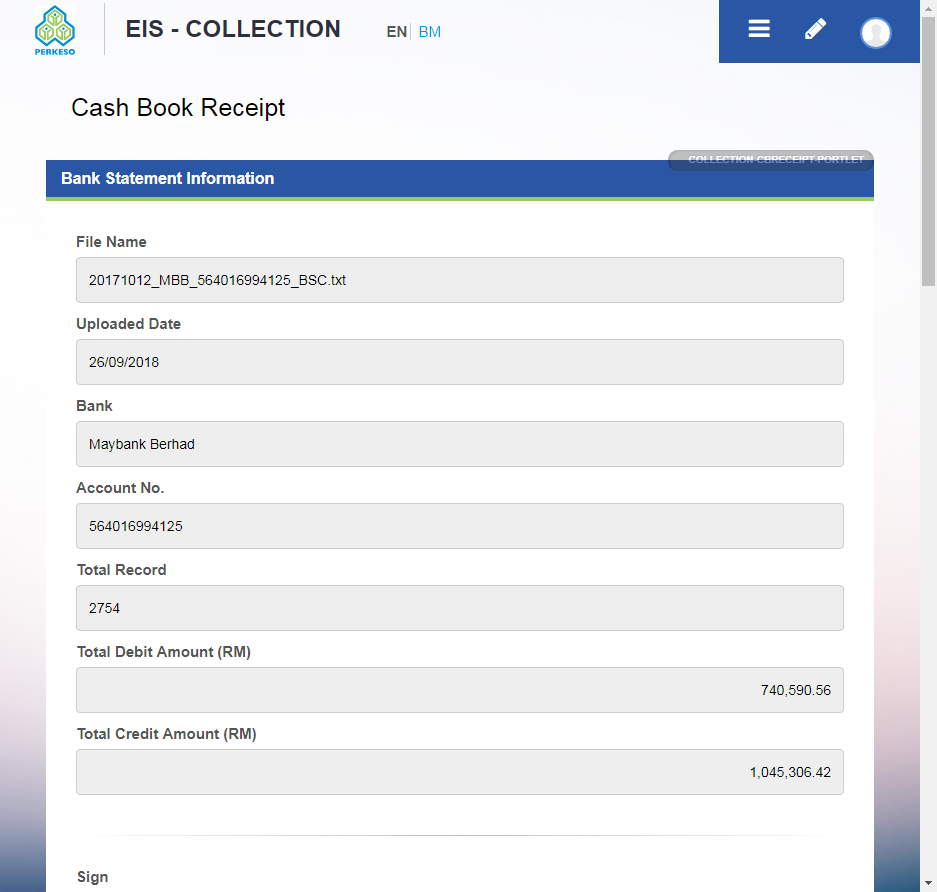 PERKESO
EIS - COLLECTION
EN BM
Cash Book Receipt
COLLECTION-CBRECEIPT-PORTLET
Bank Statement Information
File Name
20171012_MBB_564016994125_BSC.txt
Uploaded Date
26/09/2018
Bank
Maybank Berhad
Account No.
564016994125
Total Record
2754
Total Debit Amount (RM)
740,590.56
Total Credit Amount (RM)
1,045,306.42
Sign